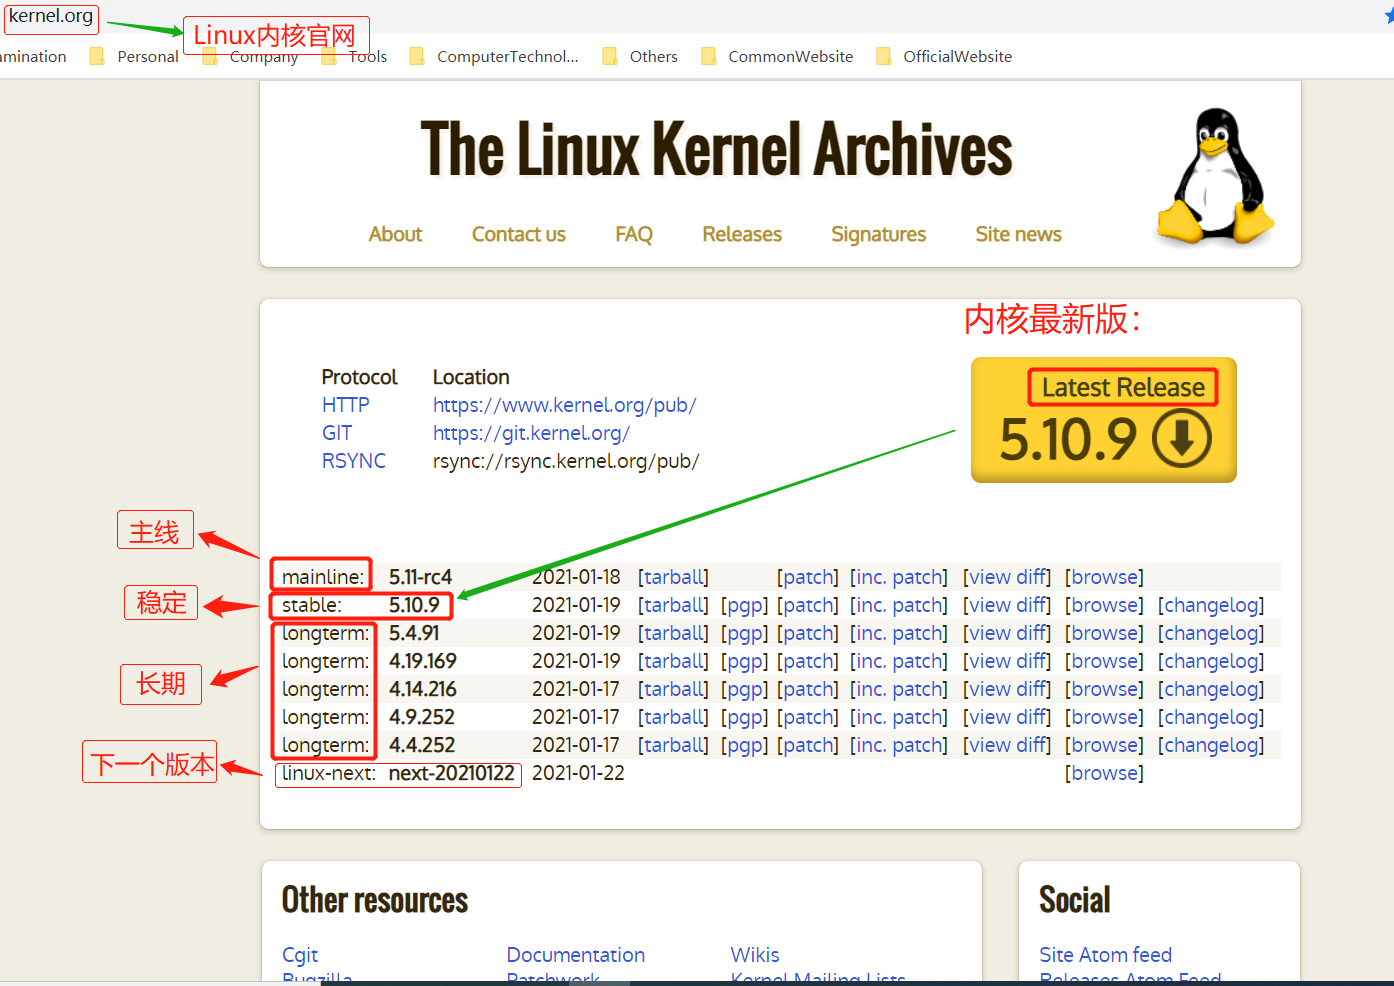 kernel.org
Linux内核官网
amination Personal Company Tools ComputerTechnol... Others CommonWebsite OfficialWebsite
The Linux Kernel Archives
About Contact us FAQ Releases Signatures Site news
内核最新版：
Protocol Location
HTTP https://www.kernel.org/pub/
GIT https://git.kernel.org/
RSYNC rsync://rsync.kernel.org/pub/
Latest Release
5.10.9
主线
mainline: 5.11-rc4 2021-01-18 [tarball] [patch] [inc. patch] [view diff] [browse]
稳定
stable: 5.10.9 2021-01-19 [tarball] [pgp] [patch] [inc. patch] [view diff] [browse] [changelog]
longterm: 5.4.91 2021-01-19 [tarball] [pgp] [patch] [inc. patch] [view diff] [browse] [changelog]
longterm: 4.19.169 2021-01-19 [tarball] [pgp] [patch] [inc. patch] [view diff] [browse] [changelog]
长期
longterm: 4.14.216 2021-01-17 [tarball] [pgp] [patch] [inc. patch] [view diff] [browse] [changelog]
longterm: 4.9.252 2021-01-17 [tarball] [pgp] [patch] [inc. patch] [view diff] [browse] [changelog]
longterm: 4.4.252 2021-01-17 [tarball] [pgp] [patch] [inc. patch] [view diff] [browse] [changelog]
下一个版本
linux-next: next-20210122 2021-01-22 [browse]
Other resources
Cgit Documentation Wikis
Bugzilla Patchwork Kernel Mailing Lists
Social
Site Atom feed
Releases Atom Feed